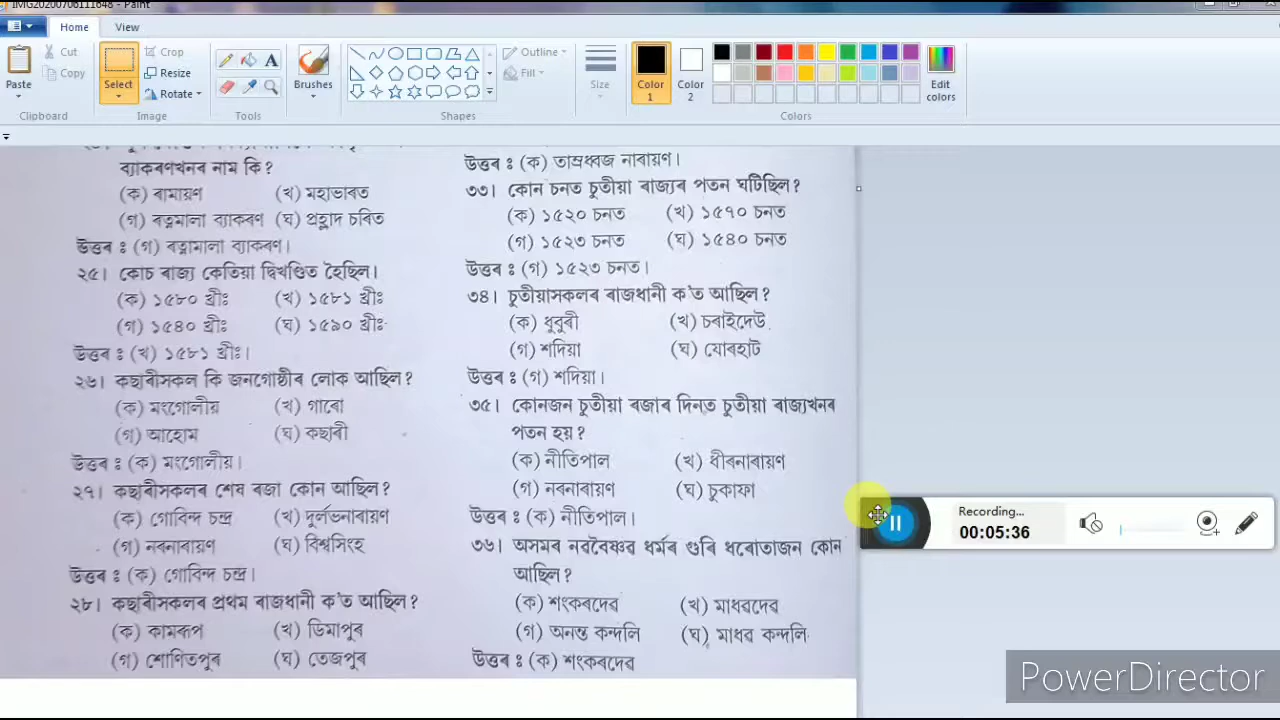 IMG20200706111648 - Paint
Home View
Paste
Cut
Copy
Clipboard
Select
Crop
Resize
Rotate
Image
Tools
Brushes
Shapes
Outline
Fill
Size
Color 1
Color 2
Edit colors
Colors
ব্যাকৰণখনৰ নাম কি?
(ক) ৰামায়ণ (খ) মহাভাৰত
(গ) ৰত্নমালা ব্যাকৰণ (ঘ) প্ৰহ্লাদ চৰিত
উত্তৰ ঃ (গ) ৰত্নামালা ব্যাকৰণ।
২৫। কোচ ৰাজ্য কেতিয়া দ্বিখণ্ডিত হৈছিল।
(ক) ১৫৮০ খ্ৰীঃ (খ) ১৫৮১ খ্ৰীঃ
(গ) ১৫৪০ খ্ৰীঃ (ঘ) ১৫৯০ খ্ৰীঃ
উত্তৰ ঃ (খ) ১৫৮১ খ্ৰীঃ।
২৬। কছাৰীসকল কি জনগোষ্ঠীৰ লোক আছিল?
(ক) মংগোলীয় (খ) গাৰো
(গ) আহোম (ঘ) কছাৰী
উত্তৰ ঃ (ক) মংগোলীয়।
২৭। কছাৰীসকলৰ শেষ ৰজা কোন আছিল?
(ক) গোবিন্দ চন্দ্ৰ (খ) দুৰ্লভনাৰায়ণ
(গ) নৰনাৰায়ণ (ঘ) বিশ্বসিংহ
উত্তৰ ঃ (ক) গোবিন্দ চন্দ্ৰ।
২৮। কছাৰীসকলৰ প্ৰথম ৰাজধানী ক'ত আছিল?
(ক) কামৰূপ (খ) ডিমাপুৰ
(গ) শোণিতপুৰ (ঘ) তেজপুৰ
উত্তৰ ঃ (ক) তাম্ৰধ্বজ নাৰায়ণ।
৩৩। কোন চনত চুতীয়া ৰাজ্যৰ পতন ঘটিছিল?
(ক) ১৫২০ চনত (খ) ১৫৭০ চনত
(গ) ১৫২৩ চনত (ঘ) ১৫৪০ চনত
উত্তৰ ঃ (গ) ১৫২৩ চনত।
৩৪। চুতীয়াসকলৰ ৰাজধানী ক'ত আছিল?
(ক) ধুবুৰী (খ) চৰাইদেউ
(গ) শদিয়া (ঘ) যোৰহাট
উত্তৰ ঃ (গ) শদিয়া।
৩৫। কোনজন চুতীয়া ৰজাৰ দিনত চুতীয়া ৰাজ্যখনৰ
পতন হয়?
(ক) নীতিপাল (খ) ধীৰনাৰায়ণ
(গ) নৰনাৰায়ণ (ঘ) চুকাফা
উত্তৰ ঃ (ক) নীতিপাল।
৩৬। অসমৰ নৱবৈষ্ণৱ ধৰ্মৰ গুৰি ধৰোতাজন কোন
আছিল?
(ক) শংকৰদেৱ (খ) মাধৱদেৱ
(গ) অনন্ত কন্দলি (ঘ) মাধৱ কন্দলি
উত্তৰ ঃ (ক) শংকৰদেৱ
Recording...
00:05:36
PowerDirector